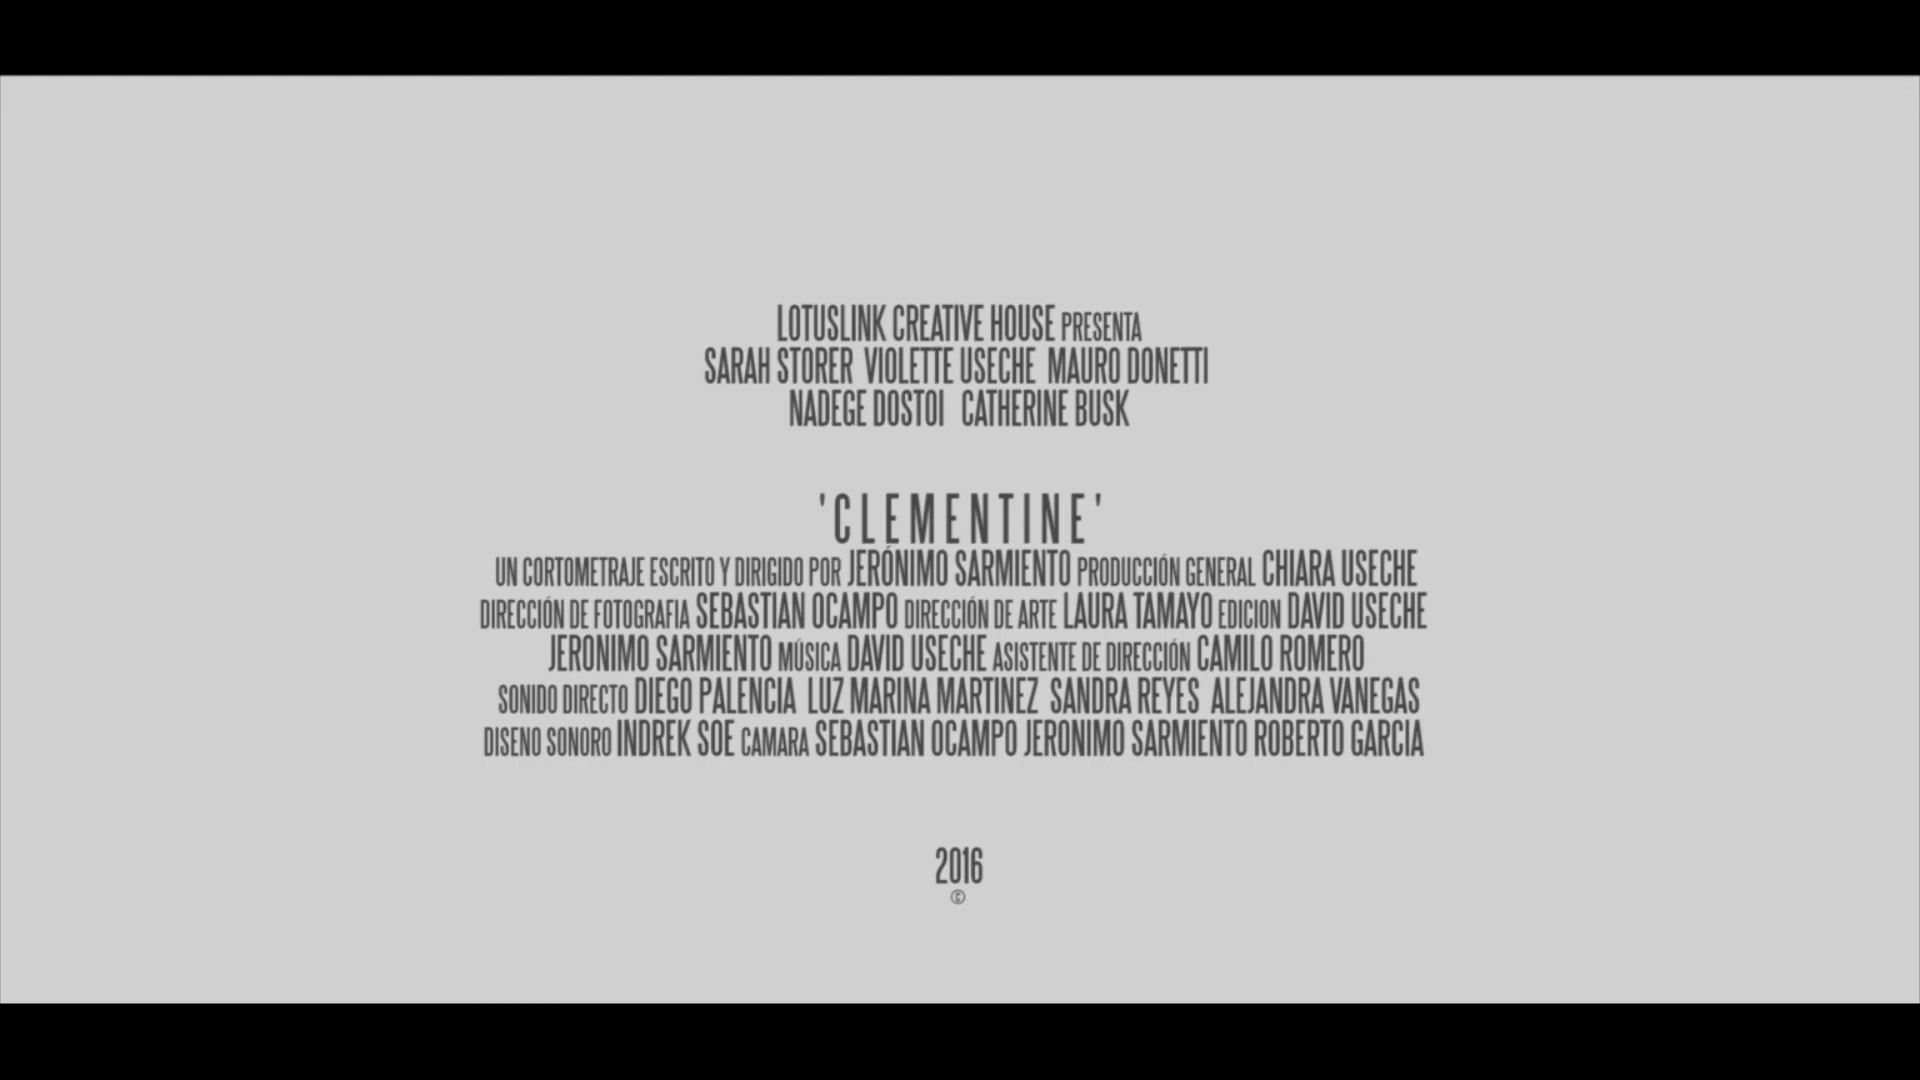 LOTUSLINK CREATIVE HOUSE PRESENTA
SARAH STORER VIOLETTE USECHE MAURO DONETTI
NADEGE DOSTOI CATHERINE BUSK
'CLEMENTINE'
UN CORTOMETRAJE ESCRITO Y DIRIGIDO POR JERÓNIMO SARMIENTO PRODUCCIÓN GENERAL CHIARA USECHE
DIRECCIÓN DE FOTOGRAFIA SEBASTIAN OCAMPO DIRECCIÓN DE ARTE LAURA TAMAYO EDICION DAVID USECHE
JERONIMO SARMIENTO MÚSICA DAVID USECHE ASISTENTE DE DIRECCIÓN CAMILO ROMERO
SONIDO DIRECTO DIEGO PALENCIA LUZ MARINA MARTINEZ SANDRA REYES ALEJANDRA VANEGAS
DISENO SONORO INDREK SOE CAMARA SEBASTIAN OCAMPO JERONIMO SARMIENTO ROBERTO GARCIA
2016
©